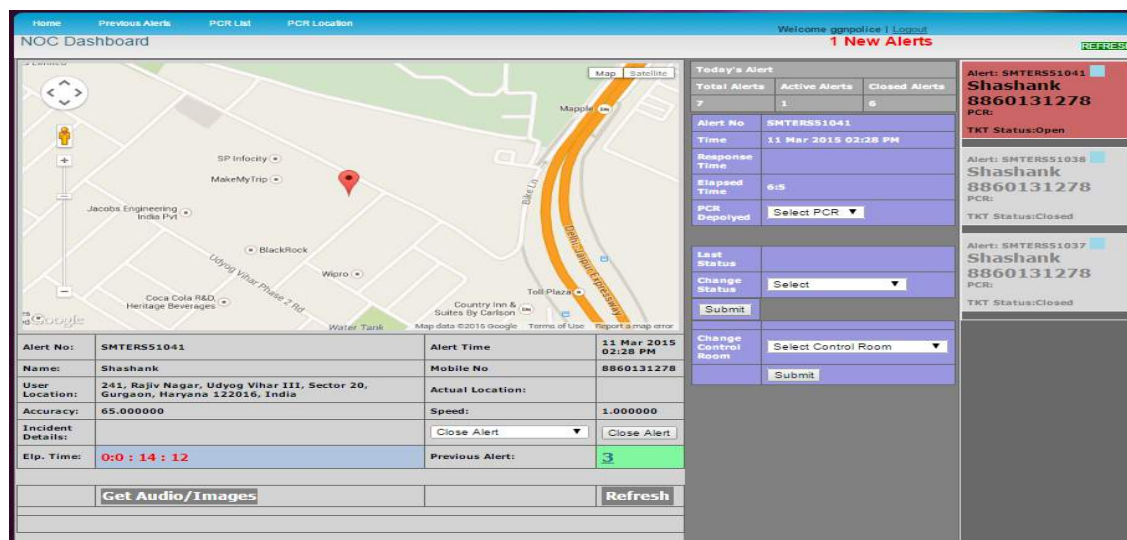 Home Previous Alerts PCR List PCR Location
Welcome ggnpolice | Logout
NOC Dashboard
1 New Alerts
REFRES
Map Satellite
Mapple
SP Infocity
MakeMyTrip
Jacobs Engineering
India Pvt
BlackRock
Udyog Vihar Phase 2 Rd
Wipro
Bike Ln
Delhi Jaipur Expressway
Toll Plaza
Coca Cola R&D,
Heritage Beverages
Country Inn &
Suites By Carlson
Water Tank
Google
Map data ©2015 Google Terms of Use Report a map error
Alert No: SMTERS51041 Alert Time 11 Mar 2015
02:28 PM
Name: Shashank Mobile No 8860131278
User
Location: 241, Rajiv Nagar, Udyog Vihar III, Sector 20,
Gurgaon, Haryana 122016, India Actual Location:
Accuracy: 65.000000 Speed: 1.000000
Incident
Details: Close Alert Close Alert
Elp. Time: 0:0 : 14 : 12 Previous Alert: 3
Get Audio/Images Refresh
Today's Alert
Total Alerts Active Alerts Closed Alerts
7 1 6
Alert No SMTERS51041
Time 11 Mar 2015 02:28 PM
Response
Time
Elapsed
Time 6:5
PCR
Depolyed Select PCR
Last
Status
Change
Status Select
Submit
Change
Control
Room Select Control Room
Submit
Alert: SMTERS51041
Shashank
8860131278
PCR:
TKT Status:Open
Alert: SMTERS51038
Shashank
8860131278
PCR:
TKT Status:Closed
Alert: SMTERS51037
Shashank
8860131278
PCR:
TKT Status:Closed